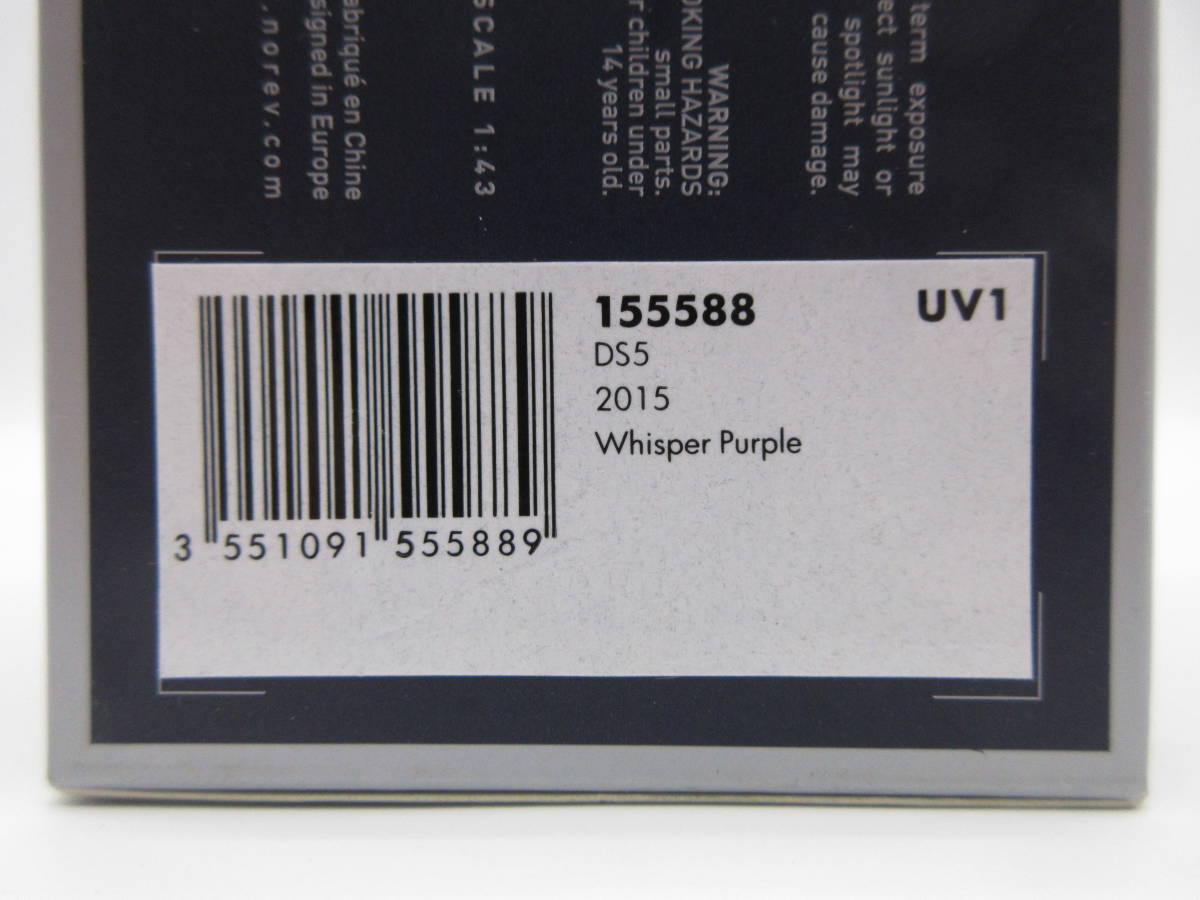 abriqué en Chine
signed in Europe
.norev.com
SCALE 1:43
WARNING:
OKING HAZARDS
small parts.
r children under
14 years old.
term exposure
ect sunlight or
spotlight may
cause damage.
155588
UV1
DS5
2015
Whisper Purple
3 551091 555889